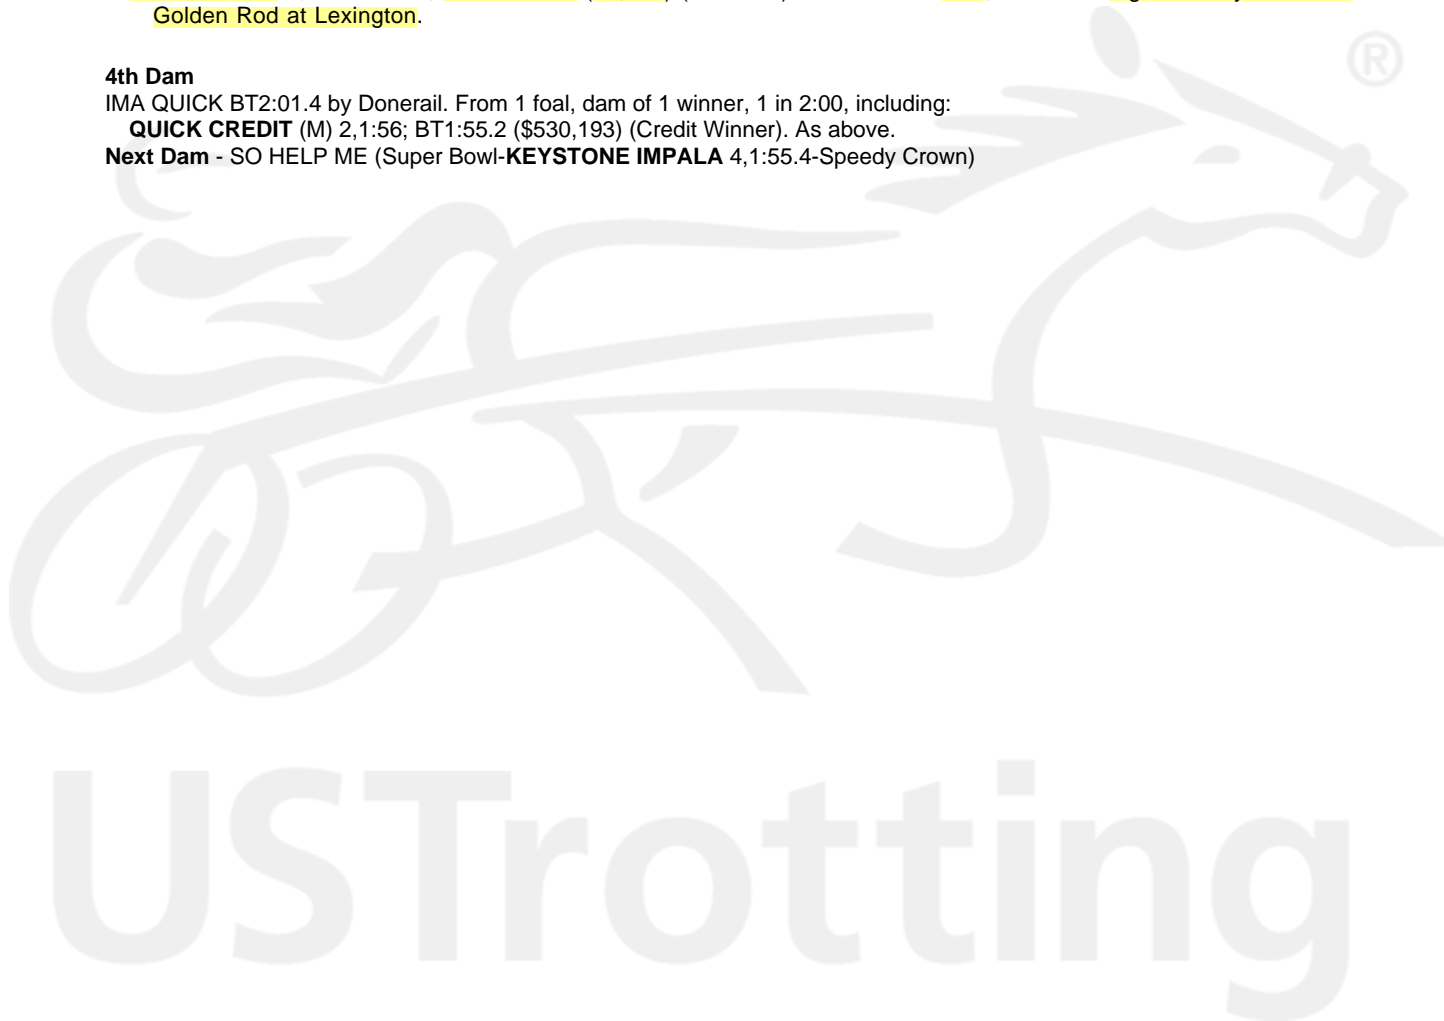 Golden Rod at Lexington.
4th Dam
IMA QUICK BT2:01.4 by Donerail. From 1 foal, dam of 1 winner, 1 in 2:00, including:
QUICK CREDIT (M) 2,1:56; BT1:55.2 ($530,193) (Credit Winner). As above.
Next Dam - SO HELP ME (Super Bowl-KEYSTONE IMPALA 4,1:55.4-Speedy Crown)
®
USTrotting